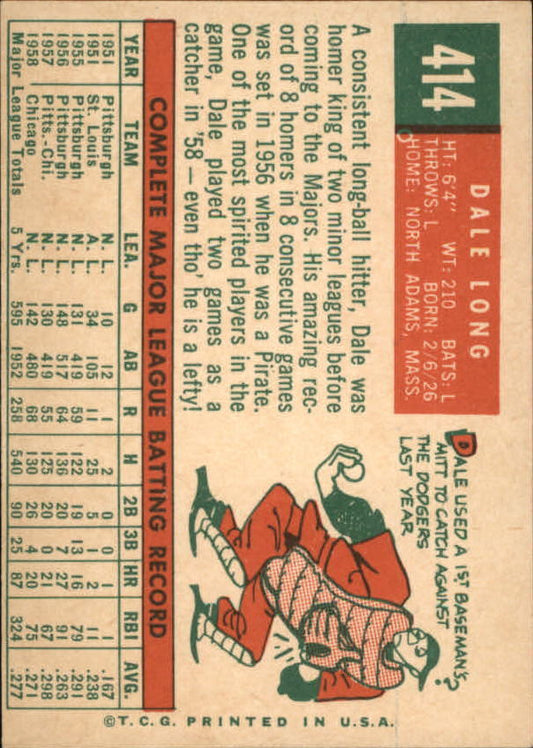 414
DALE LONG
HT: 6'4" WT: 210 BATS: L
THROWS: L BORN: 2/6/26
HOME: NORTH ADAMS, MASS.
A consistent long-ball hitter, Dale was
homer king of two minor leagues before
coming to the Majors. His amazing rec-
ord of 8 homers in 8 consecutive games
was set in 1956 when he was a Pirate.
One of the most spirited players in the
game, Dale played two games as a
catcher in '58 — even tho' he is a lefty!
DALE USED A 1ST BASEMAN'S
MITT TO CATCH AGAINST
THE DODGERS
LAST YEAR
COMPLETE MAJOR LEAGUE BATTING RECORD
YEAR TEAM LEA. G AB R H 2B 3B HR RBI AVG.
1951 Pittsburgh N. L. 10 12 1 2 0 0 1 1 .167
1951 St. Louis A. L. 34 105 11 25 5 1 2 11 .238
1955 Pittsburgh N. L. 131 419 59 122 19 13 16 79 .291
1956 Pittsburgh N. L. 148 517 64 136 20 7 27 91 .263
1957 Pitts.-Chi. N. L. 130 419 55 125 20 0 21 67 .298
1958 Chicago N. L. 142 480 68 130 26 4 20 75 .271
Major League Totals 5 Yrs. 595 1952 258 540 90 25 87 324 .277
©T.C.G. PRINTED IN U.S.A.